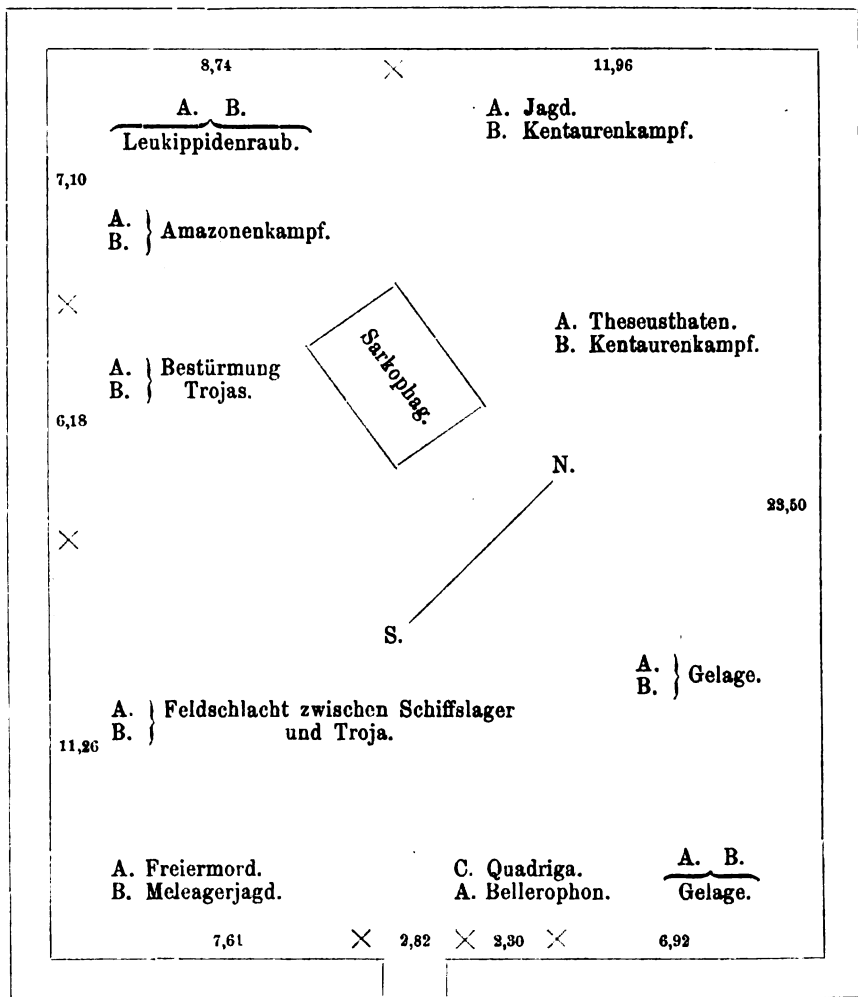 8,74 11,96
A. B.
Leukippidenraub.
A. Jagd.
B. Kentaurenkampf.
7,10
A.
B. } Amazonenkampf.
A. Theseusthaten.
B. Kentaurenkampf.
Sarkophag.
A. } Bestürmung
B. } Trojas.
6,18
N.
23,50
S.
A.
B. } Gelage.
A. } Feldschlacht zwischen Schiffslager
B. } und Troja.
11,26
A. Freiermord.
B. Meleagerjagd.
C. Quadriga.
A. Bellerophon.
A. B.
Gelage.
7,61 2,82 2,30 6,92